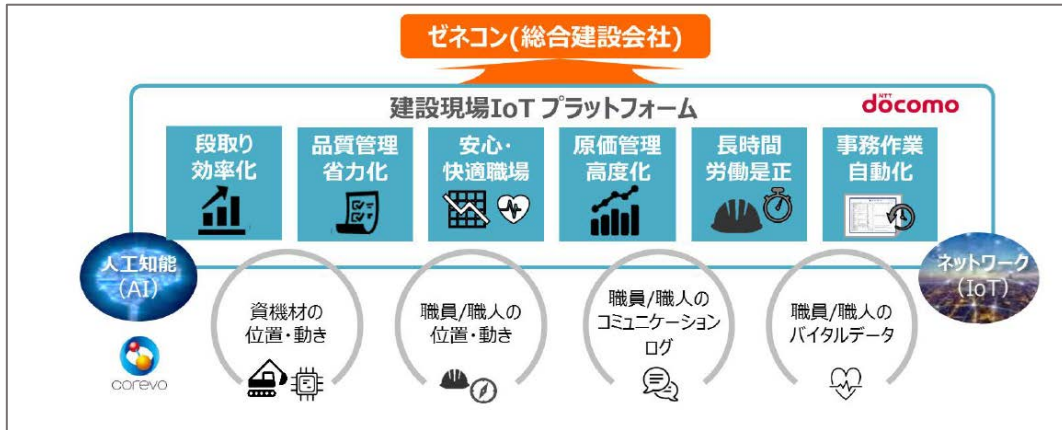 ゼネコン(総合建設会社)
建設現場IoT プラットフォーム
NTT
döcomo
段取り
効率化
品質管理
省力化
安心・
快適職場
原価管理
高度化
長時間
労働是正
事務作業
自動化
人工知能
(AI)
ネットワーク
(IoT)
資機材の
位置・動き
職員/職人の
位置・動き
職員/職人の
コミュニケーション
ログ
職員/職人の
バイタルデータ
corevo